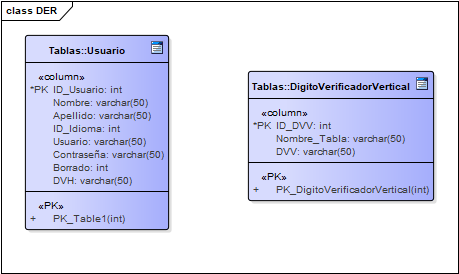 class DER
Tablas::Usuario
«column»
*PK ID_Usuario: int
Nombre: varchar(50)
Apellido: varchar(50)
ID_Idioma: int
Usuario: varchar(50)
Contraseña: varchar(50)
Borrado: int
DVH: varchar(50)
«PK»
+ PK_Table1(int)
Tablas::DigitoVerificadorVertical
«column»
*PK ID_DVV: int
Nombre_Tabla: varchar(50)
DVV: varchar(50)
«PK»
+ PK_DigitoVerificadorVertical(int)